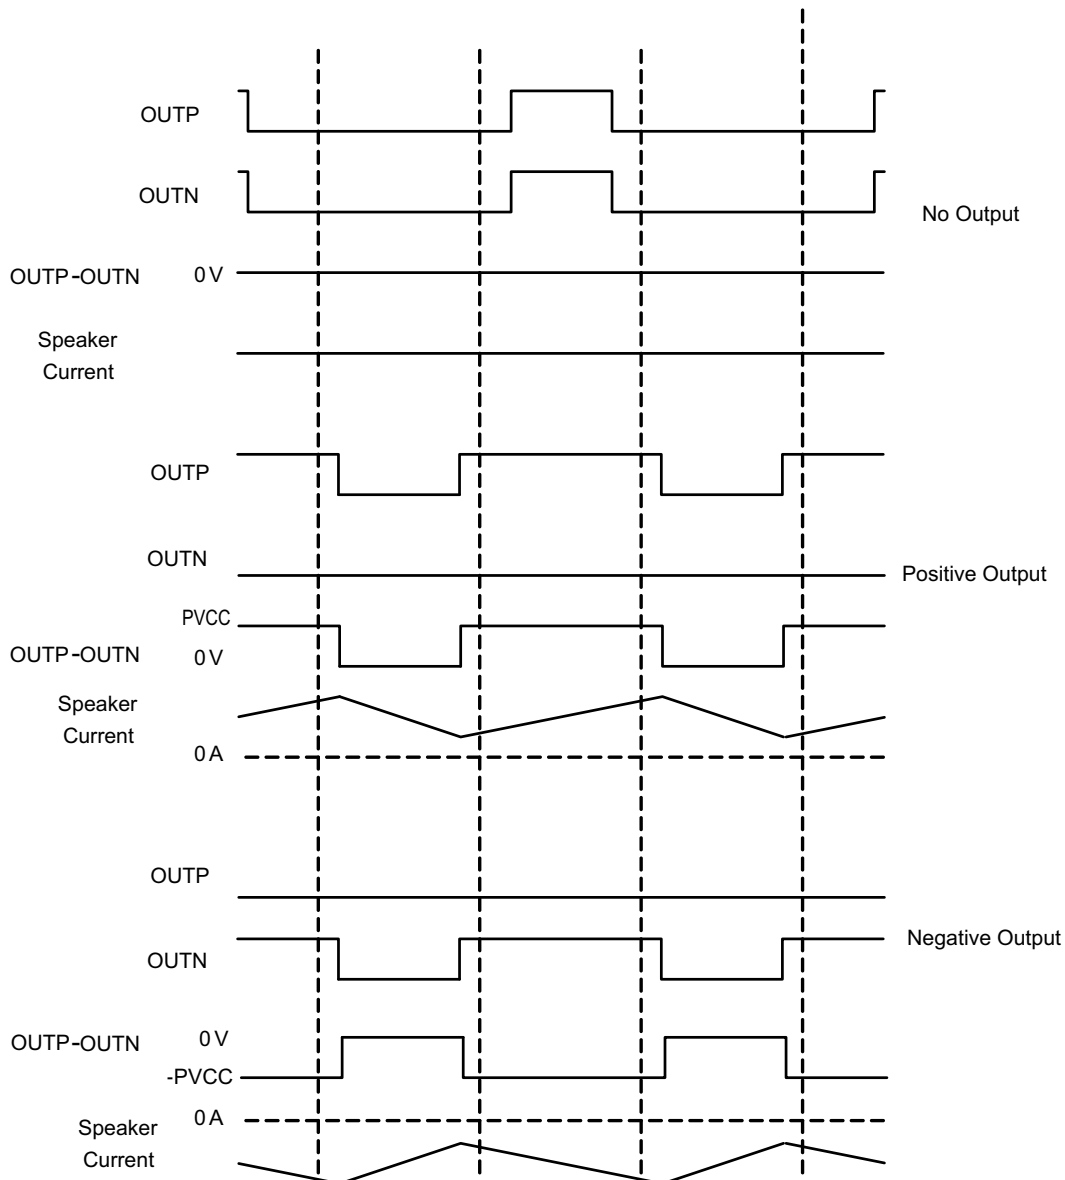 OUTP
OUTN
No Output
OUTP-OUTN 0 V
Speaker
Current
OUTP
OUTN
Positive Output
PVCC
OUTP-OUTN 0 V
Speaker
Current
0 A
OUTP
Negative Output
OUTN
OUTP-OUTN 0 V
-PVCC
0 A
Speaker
Current